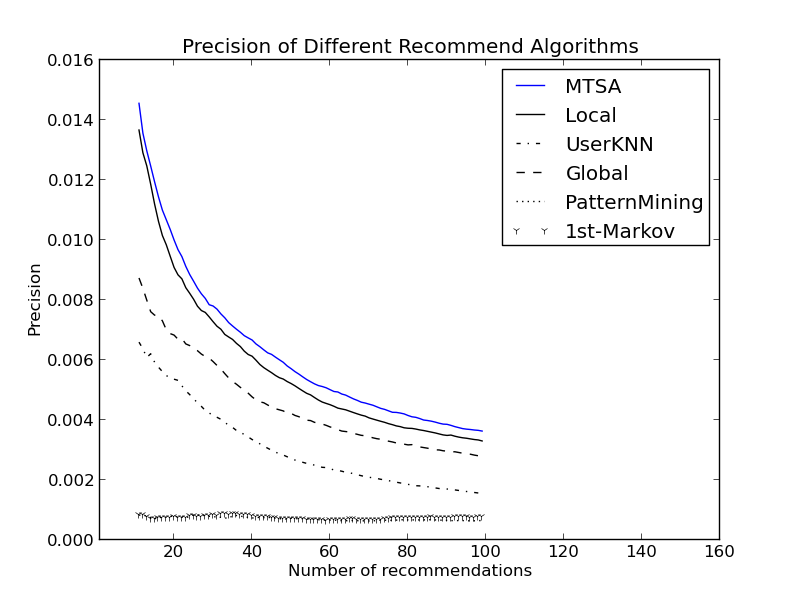 Precision of Different Recommend Algorithms
0.016
0.014
0.012
0.010
0.008
0.006
0.004
0.002
0.000
Precision
MTSA
Local
UserKNN
Global
PatternMining
1st-Markov
20 40 60 80 100 120 140 160
Number of recommendations